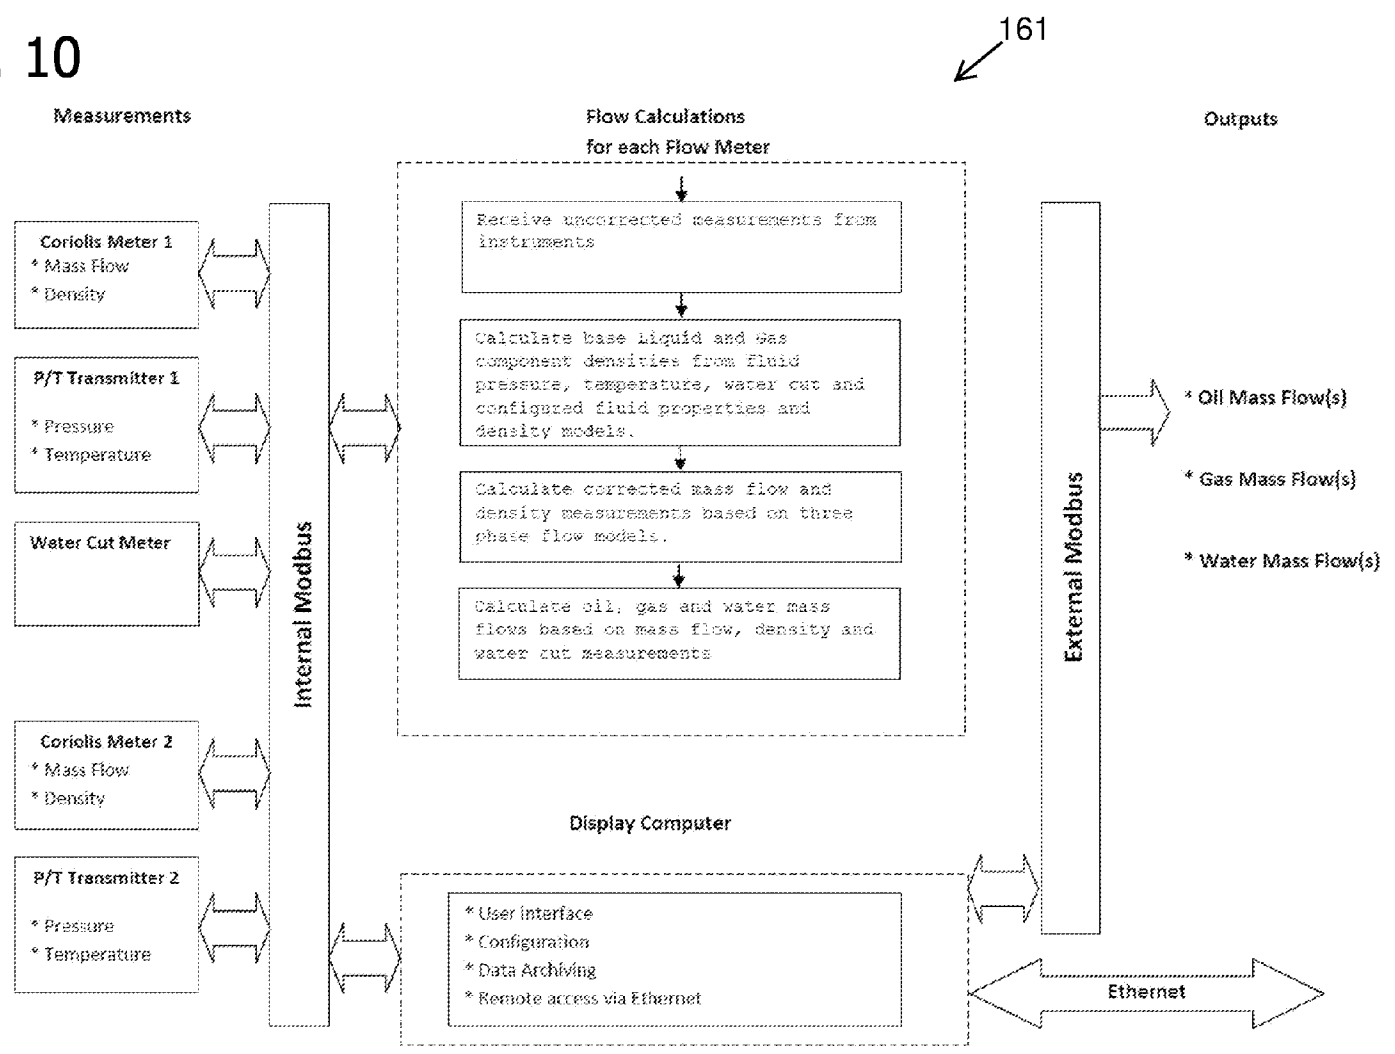 . 10
161
Measurements
Flow Calculations
for each Flow Meter
Outputs
Coriolis Meter 1
* Mass Flow
* Density
P/T Transmitter 1
* Pressure
* Temperature
Water Cut Meter
Coriolis Meter 2
* Mass Flow
* Density
P/T Transmitter 2
* Pressure
* Temperature
Internal Modbus
Receive uncorrected measurements from
instruments
Calculate base Liquid and Gas
component densities from fluid
pressure, temperature, water cut and
configured fluid properties and
density models.
Calculate corrected mass flow and
density measurements based on three
phase flow models.
Calculate oil, gas and water mass
flows based on mass flow, density and
water cut measurements
Display Computer
* User interface
* Configuration
* Data Archiving
* Remote access via Ethernet
External Modbus
* Oil Mass Flow(s)
* Gas Mass Flow(s)
* Water Mass Flow(s)
Ethernet